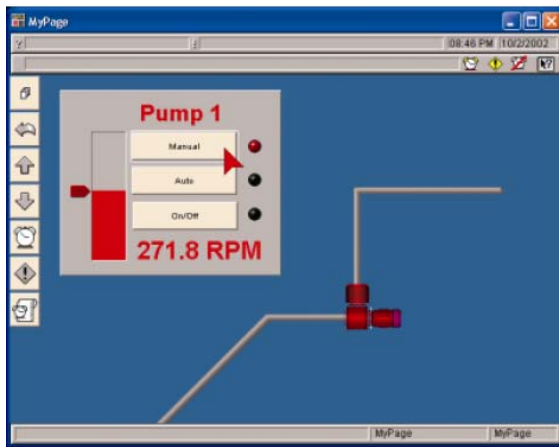 MyPage
08:46 PM 10/2/2002
Pump 1
Manual
Auto
On/Off
271.8 RPM
MyPage MyPage